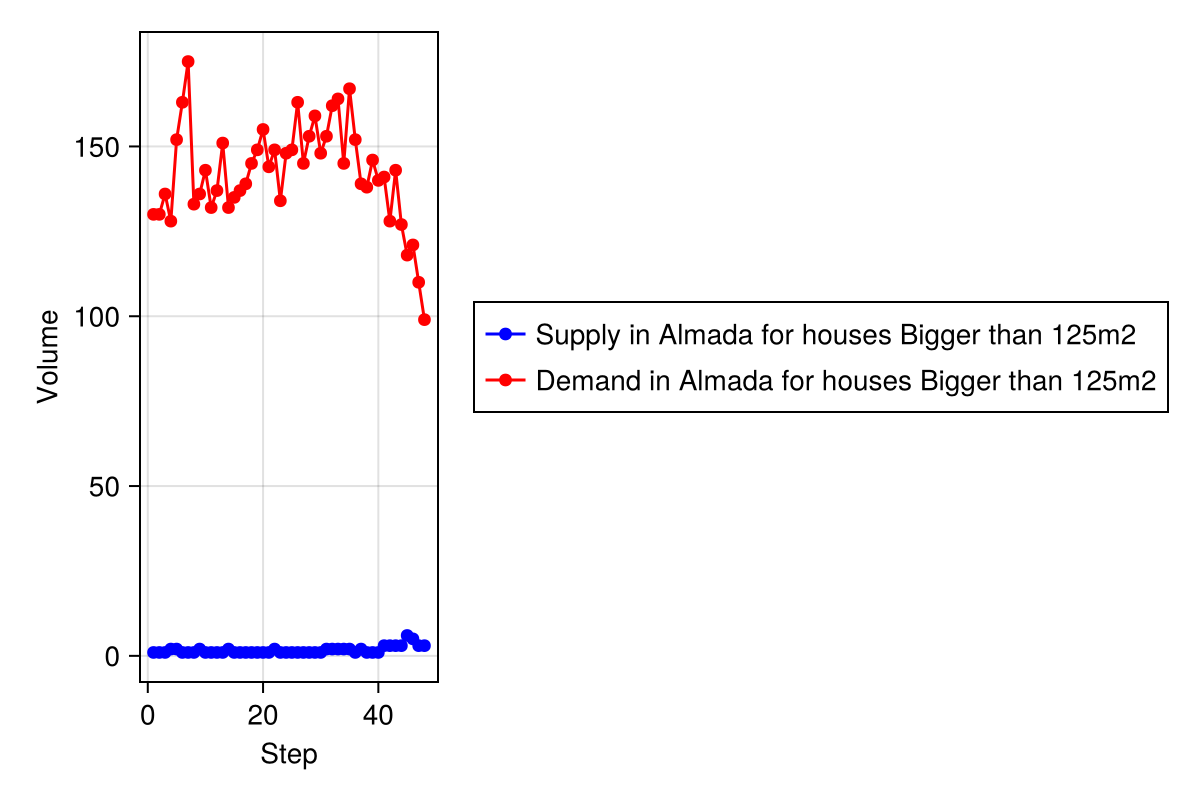 Volume
150
100
50
0
0 20 40
Step
Supply in Almada for houses Bigger than 125m2
Demand in Almada for houses Bigger than 125m2